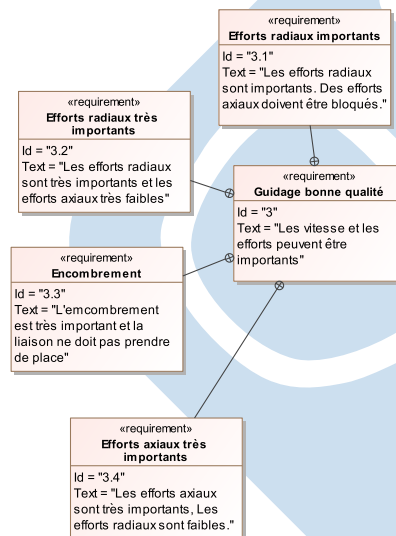 «requirement»
Efforts radiaux importants
Id = "3.1"
Text = "Les efforts radiaux
sont importants. Des efforts
axiaux doivent être bloqués."
«requirement»
Efforts radiaux très
importants
Id = "3.2"
Text = "Les efforts radiaux
sont très importants et les
efforts axiaux très faibles"
«requirement»
Guidage bonne qualité
Id = "3"
Text = "Les vitesse et les
efforts peuvent être
importants"
«requirement»
Encombrement
Id = "3.3"
Text = "L'emcombrement
est très important et la
liaison ne doit pas prendre
de place"
«requirement»
Efforts axiaux très
importants
Id = "3.4"
Text = "Les efforts axiaux
sont très importants, Les
efforts radiaux sont faibles."